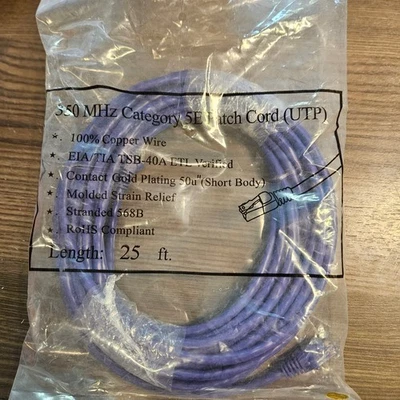 350 MHz Category 5E Patch Cord (UTP)
*. 100% Copper Wire
*. EIA/TIA TSB-40A ETL Verified
*. Contact Gold Plating 50u"(Short Body)
*. Molded Strain Relief
*. Stranded 568B
*. RoHS Compliant
Length: 25 ft.